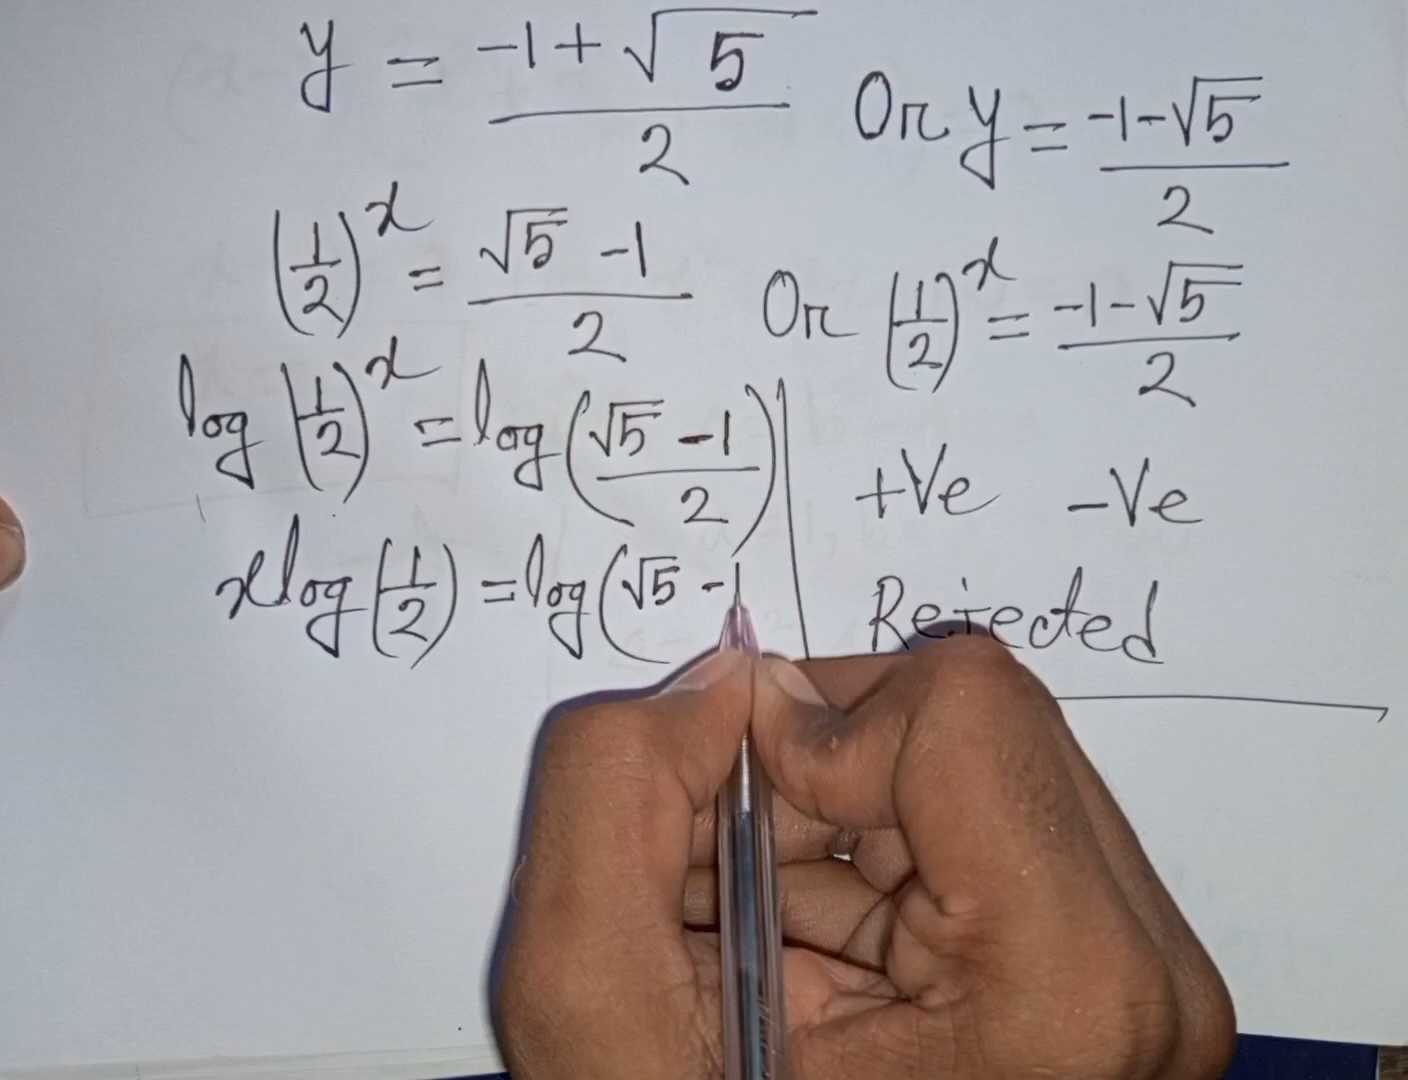 y = (-1 + √5)/2 Or y = (-1 - √5)/2
(1/2)^x = (√5 - 1)/2 Or (1/2)^x = (-1 - √5)/2
log (1/2)^x = log ((√5 - 1)/2)
+Ve -Ve
x log (1/2) = log (√5 - 1
Rejected